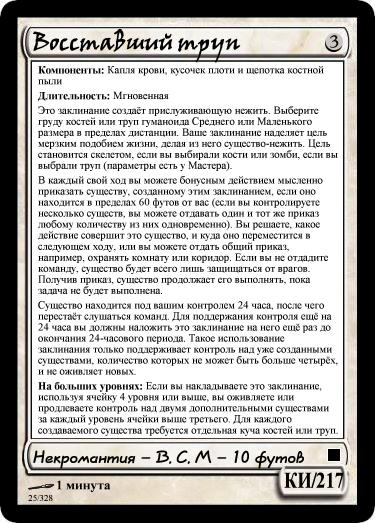 Восставший труп
3
Компоненты: Капля крови, кусочек плоти и щепотка костной
пыли
Длительность: Мгновенная
Это заклинание создаёт прислуживающую нежить. Выберите
груду костей или труп гуманоида Среднего или Маленького
размера в пределах дистанции. Ваше заклинание наделяет цель
мерзким подобием жизни, делая из него существо-нежить. Цель
становится скелетом, если вы выбирали кости или зомби, если вы
выбрали труп (параметры есть у Мастера).
В каждый свой ход вы можете бонусным действием мысленно
приказать существу, созданному этим заклинанием, если оно
находится в пределах 60 футов от вас (если вы контролируете
несколько существ, вы можете отдавать один и тот же приказ
любому количеству из них одновременно). Вы решаете, какое
действие совершит это существо, и куда оно переместится в
следующем ходу, или вы можете отдать общий приказ,
например, охранять комнату или коридор. Если вы не отдадите
команду, существо будет всего лишь защищаться от врагов.
Получив приказ, существо продолжает его выполнять, пока
задача не будет выполнена.
Существо находится под вашим контролем 24 часа, после чего
перестаёт слушаться команд. Для поддержания контроля ещё на
24 часа вы должны наложить это заклинание на него ещё раз до
окончания 24-часового периода. Такое использование
заклинания только поддерживает контроль над уже созданными
существами, количество которых не может быть больше четырёх,
и не оживляет новых.
На больших уровнях: Если вы накладываете это заклинание,
используя ячейку 4 уровня или выше, вы оживляете или
продлеваете контроль над двумя дополнительными существами
за каждый уровень ячейки выше третьего. Для каждого
создаваемого существа требуется отдельная куча костей или труп.
Некромантия – В, С, М – 10 футов
КИ/217
1 минута
25/328